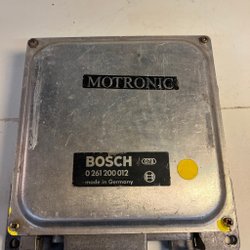 MOTRONIC
BOSCH
0 261 200 012
made in Germany